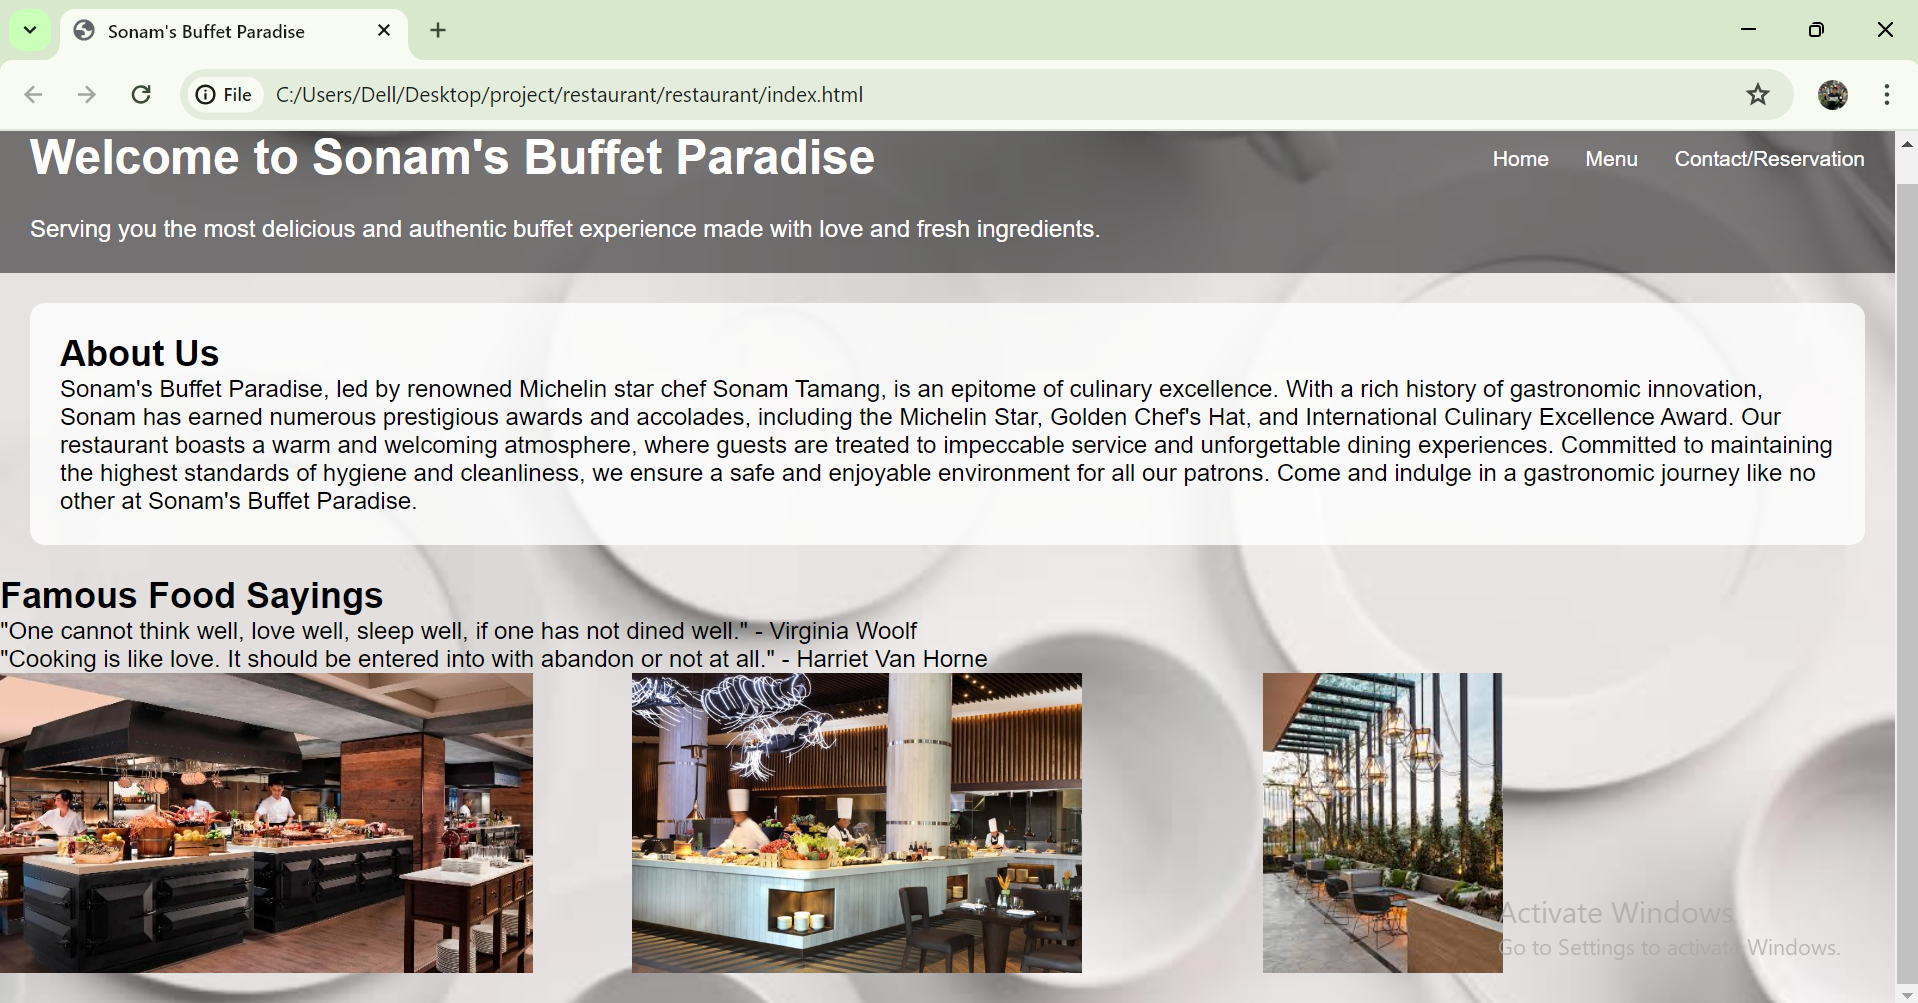 Sonam's Buffet Paradise
File
C:/Users/Dell/Desktop/project/restaurant/restaurant/index.html
Welcome to Sonam's Buffet Paradise
Home Menu Contact/Reservation
Serving you the most delicious and authentic buffet experience made with love and fresh ingredients.
About Us
Sonam's Buffet Paradise, led by renowned Michelin star chef Sonam Tamang, is an epitome of culinary excellence. With a rich history of gastronomic innovation,
Sonam has earned numerous prestigious awards and accolades, including the Michelin Star, Golden Chef's Hat, and International Culinary Excellence Award. Our
restaurant boasts a warm and welcoming atmosphere, where guests are treated to impeccable service and unforgettable dining experiences. Committed to maintaining
the highest standards of hygiene and cleanliness, we ensure a safe and enjoyable environment for all our patrons. Come and indulge in a gastronomic journey like no
other at Sonam's Buffet Paradise.
Famous Food Sayings
"One cannot think well, love well, sleep well, if one has not dined well." - Virginia Woolf
"Cooking is like love. It should be entered into with abandon or not at all." - Harriet Van Horne
Activate Windows
Go to Settings to activate Windows.